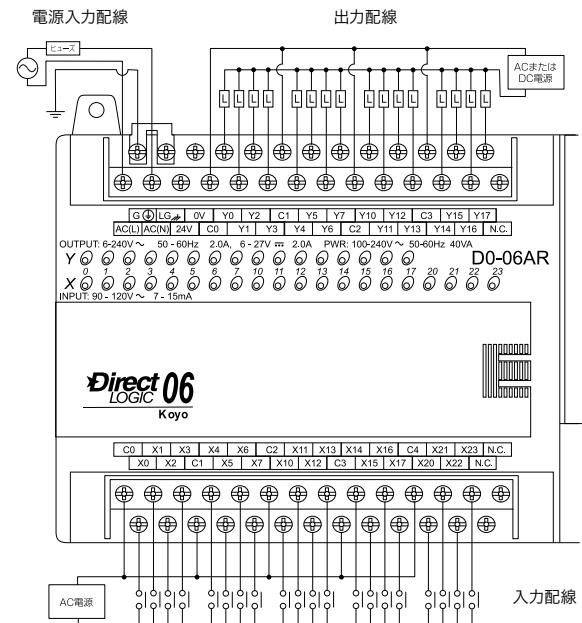 電源入力配線
出力配線
ヒューズ
ACまたは
DC電源
L L L L L L L L L L L L L L L L
G LG 0V Y0 Y2 C1 Y5 Y7 Y10 Y12 C3 Y15 Y17
AC(L) AC(N) 24V C0 Y1 Y3 Y4 Y6 C2 Y11 Y13 Y14 Y16 N.C.
OUTPUT: 6-240V～ 50 - 60Hz 2.0A, 6 - 27V ⎓ 2.0A PWR: 100-240V～ 50-60Hz 40VA
D0-06AR
Y
0 1 2 3 4 5 6 7 10 11 12 13 14 15 16 17 20 21 22 23
X
INPUT: 90 - 120V～ 7 - 15mA
Direct
LOGIC 06
Koyo
C0 X1 X3 X4 X6 C2 X11 X13 X14 X16 C4 X21 X23 N.C.
X0 X2 C1 X5 X7 X10 X12 C3 X15 X17 X20 X22 N.C.
AC電源
入力配線